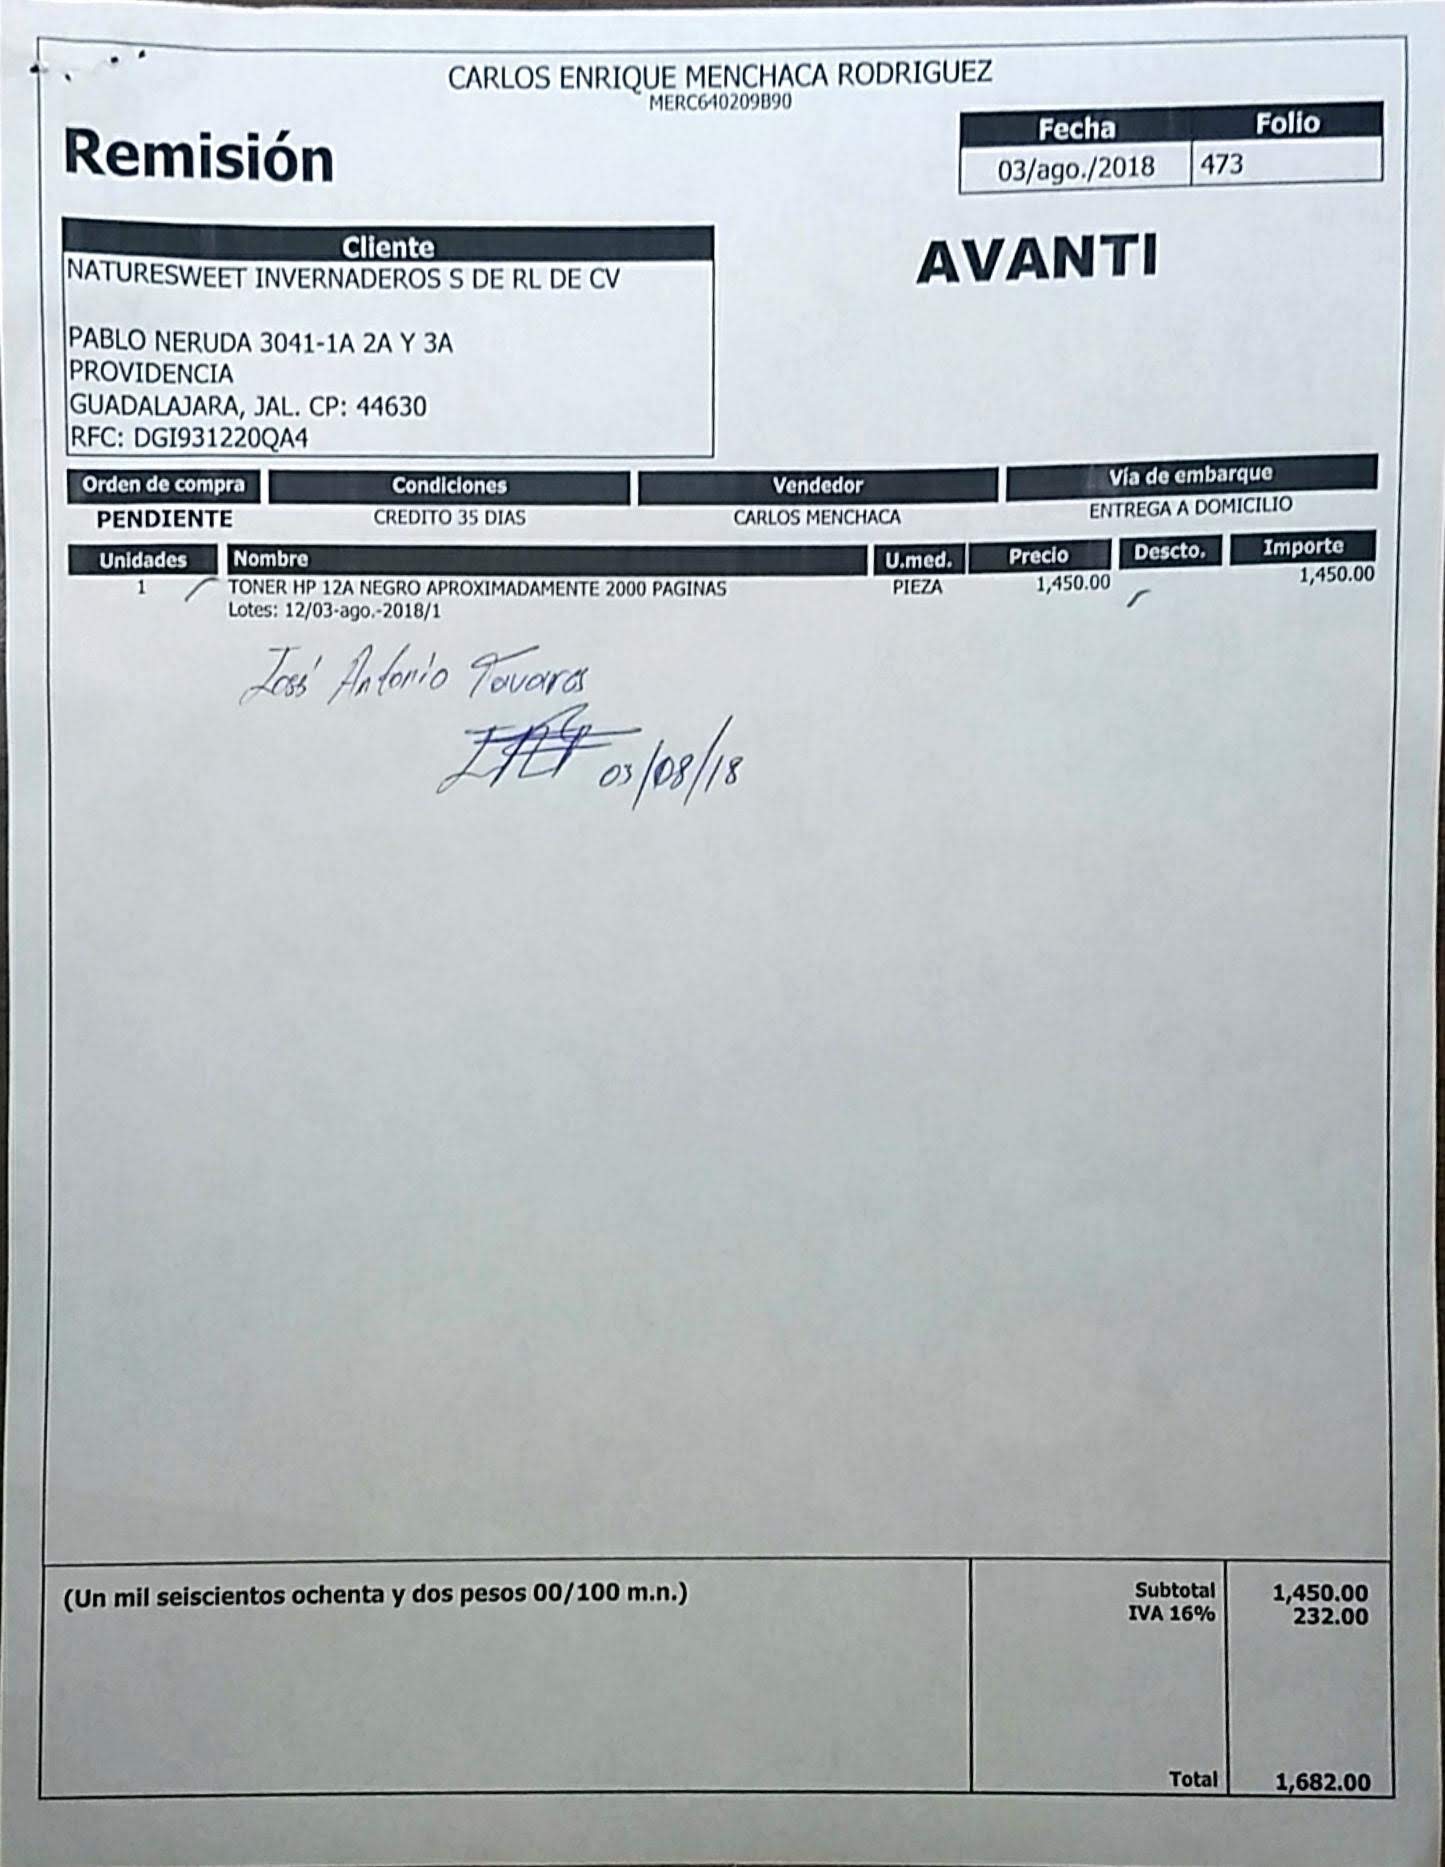 CARLOS ENRIQUE MENCHACA RODRIGUEZ
MERC640209B90
Remisión
Fecha Folio
03/ago./2018 473
Cliente
NATURESWEET INVERNADEROS S DE RL DE CV
AVANTI
PABLO NERUDA 3041-1A 2A Y 3A
PROVIDENCIA
GUADALAJARA, JAL. CP: 44630
RFC: DGI931220QA4
Orden de compra Condiciones Vendedor Vía de embarque
PENDIENTE CREDITO 35 DIAS CARLOS MENCHACA ENTREGA A DOMICILIO
Unidades Nombre U.med. Precio Descto. Importe
1 TONER HP 12A NEGRO APROXIMADAMENTE 2000 PAGINAS PIEZA 1,450.00 1,450.00
Lotes: 12/03-ago.-2018/1
José Antonio Tavares
03/08/18
(Un mil seiscientos ochenta y dos pesos 00/100 m.n.) Subtotal 1,450.00
IVA 16% 232.00
Total 1,682.00